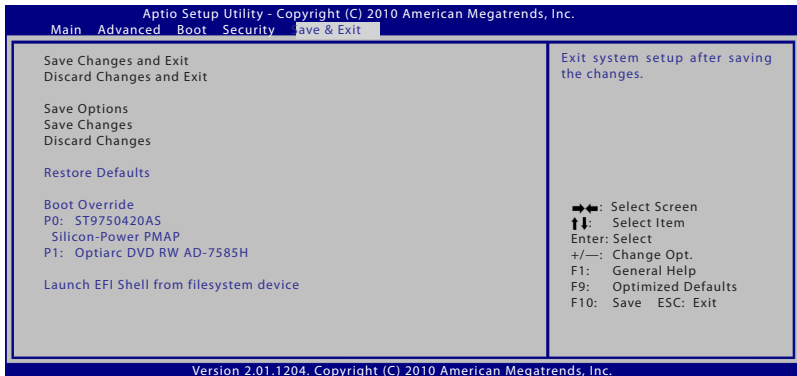 Aptio Setup Utility - Copyright (C) 2010 American Megatrends, Inc.
Main Advanced Boot Security Save & Exit
Save Changes and Exit
Discard Changes and Exit
Save Options
Save Changes
Discard Changes
Restore Defaults
Boot Override
P0: ST9750420AS
Silicon-Power PMAP
P1: Optiarc DVD RW AD-7585H
Launch EFI Shell from filesystem device
Exit system setup after saving
the changes.
→←: Select Screen
↑↓: Select Item
Enter: Select
+/—: Change Opt.
F1: General Help
F9: Optimized Defaults
F10: Save ESC: Exit
Version 2.01.1204. Copyright (C) 2010 American Megatrends, Inc.